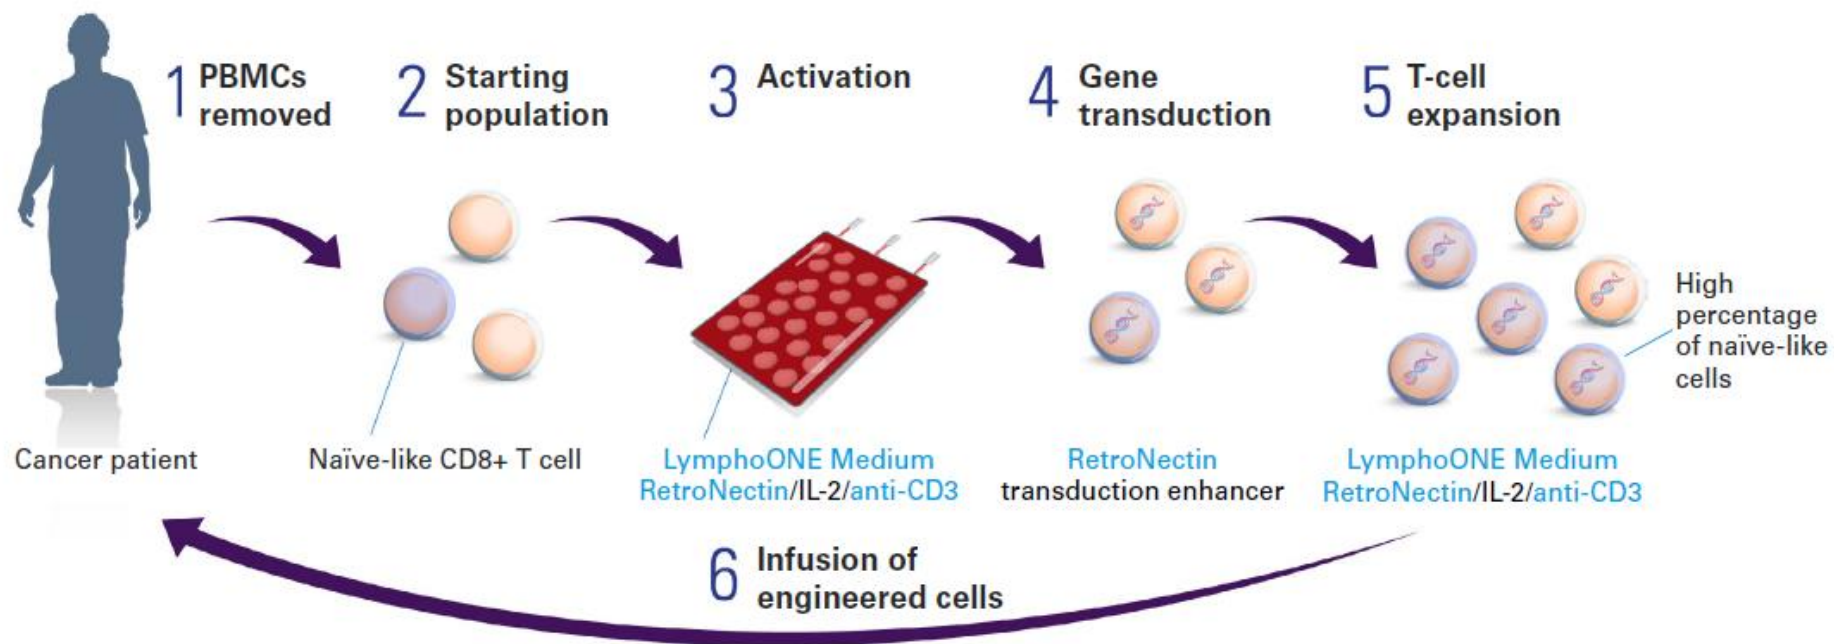 1 PBMCs
removed
2 Starting
population
3 Activation
4 Gene
transduction
5 T-cell
expansion
High
percentage
of naïve-like
cells
Cancer patient
Naïve-like CD8+ T cell
LymphoONE Medium
RetroNectin/IL-2/anti-CD3
RetroNectin
transduction enhancer
LymphoONE Medium
RetroNectin/IL-2/anti-CD3
6 Infusion of
engineered cells